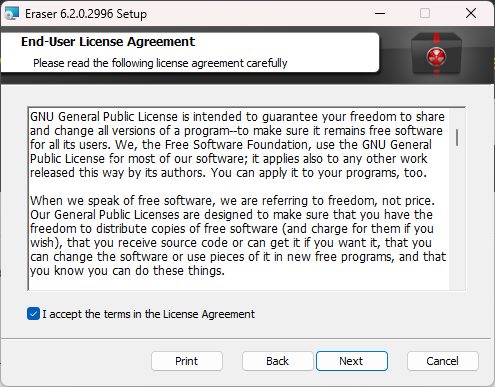 Eraser 6.2.0.2996 Setup
End-User License Agreement
Please read the following license agreement carefully
GNU General Public License is intended to guarantee your freedom to share
and change all versions of a program--to make sure it remains free software
for all its users. We, the Free Software Foundation, use the GNU General
Public License for most of our software; it applies also to any other work
released this way by its authors. You can apply it to your programs, too.
When we speak of free software, we are referring to freedom, not price.
Our General Public Licenses are designed to make sure that you have the
freedom to distribute copies of free software (and charge for them if you
wish), that you receive source code or can get it if you want it, that you
can change the software or use pieces of it in new free programs, and that
you know you can do these things.
I accept the terms in the License Agreement
Print Back Next Cancel